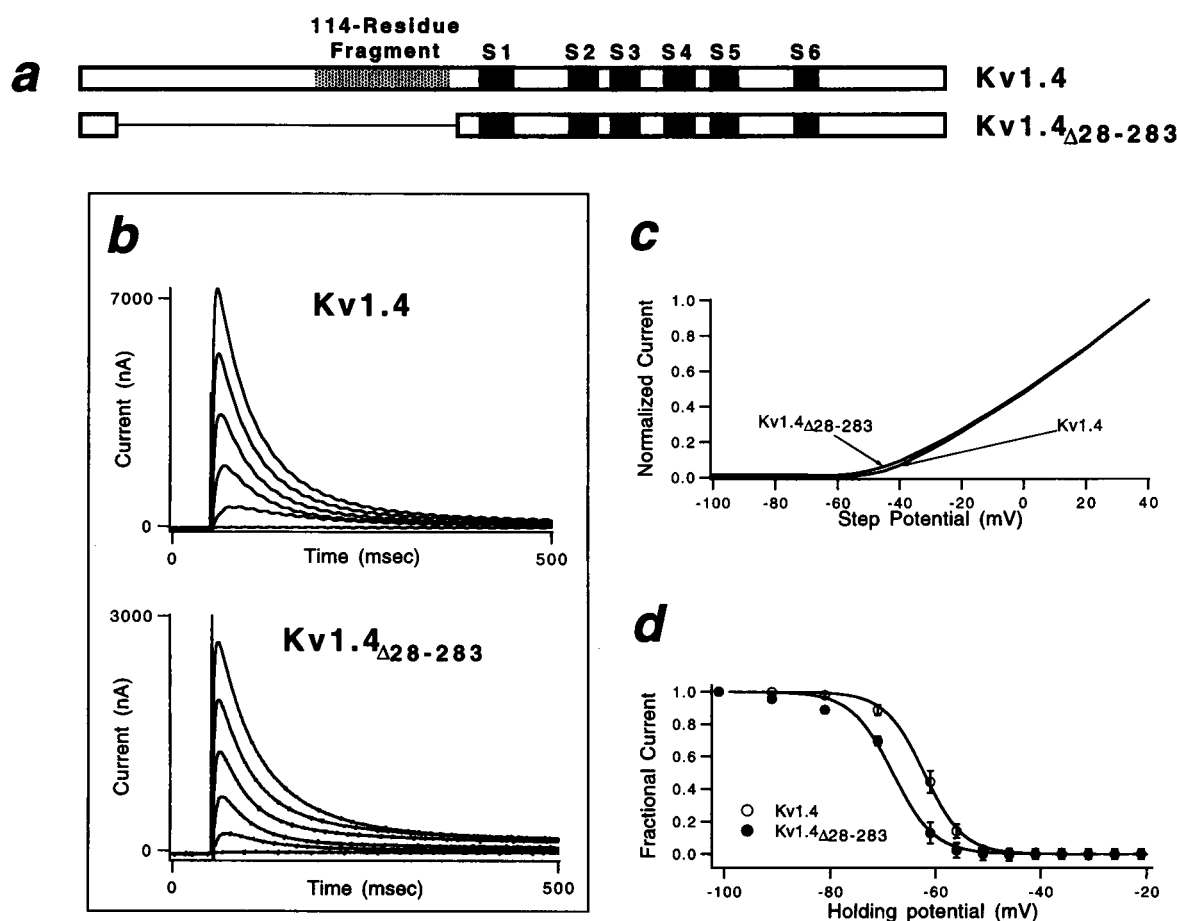 a
114-Residue
Fragment
S1 S2 S3 S4 S5 S6
Kv1.4
Kv1.4Δ28-283
b
Kv1.4
7000
0
Current (nA)
0
Time (msec)
500
Kv1.4Δ28-283
3000
0
Current (nA)
0
Time (msec)
500
c
Normalized Current
1.0
0.8
0.6
0.4
0.2
0.0
Kv1.4Δ28-283
Kv1.4
-100 -80 -60 -40 -20 0 20 40
Step Potential (mV)
d
Fractional Current
1.0
0.8
0.6
0.4
0.2
0.0
Kv1.4
Kv1.4Δ28-283
-100 -80 -60 -40 -20
Holding potential (mV)